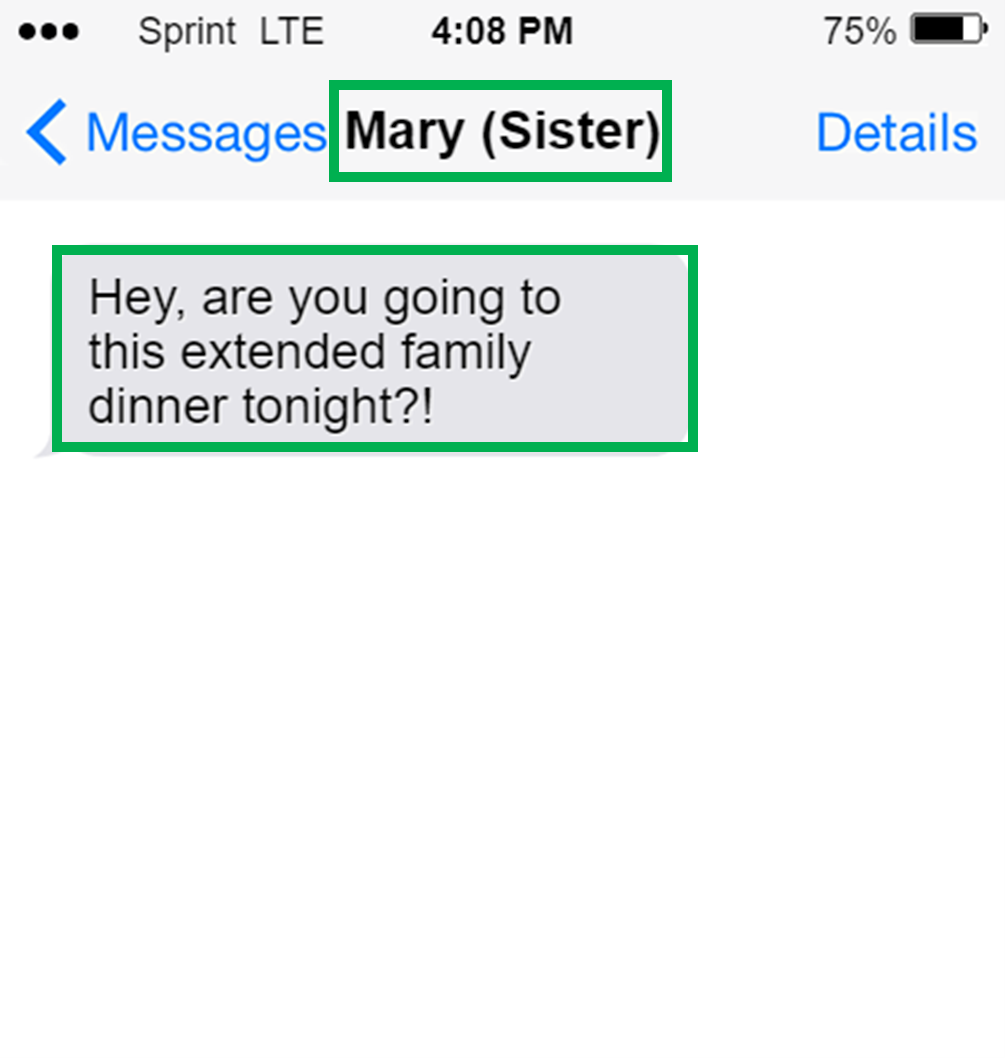 Sprint LTE 4:08 PM 75%
Messages Mary (Sister) Details
Hey, are you going to
this extended family
dinner tonight?!